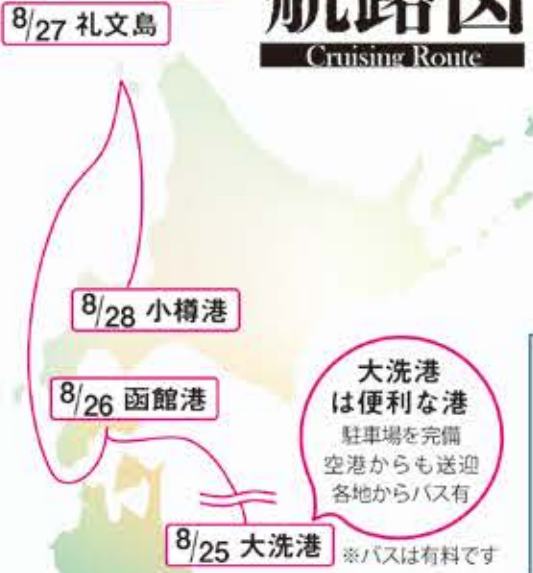 航路図
Cruising Route
8/27 礼文島
8/28 小樽港
8/26 函館港
大洗港
は便利な港
駐車場を完備
空港からも送迎
各地からバス有
8/25 大洗港
※バスは有料です